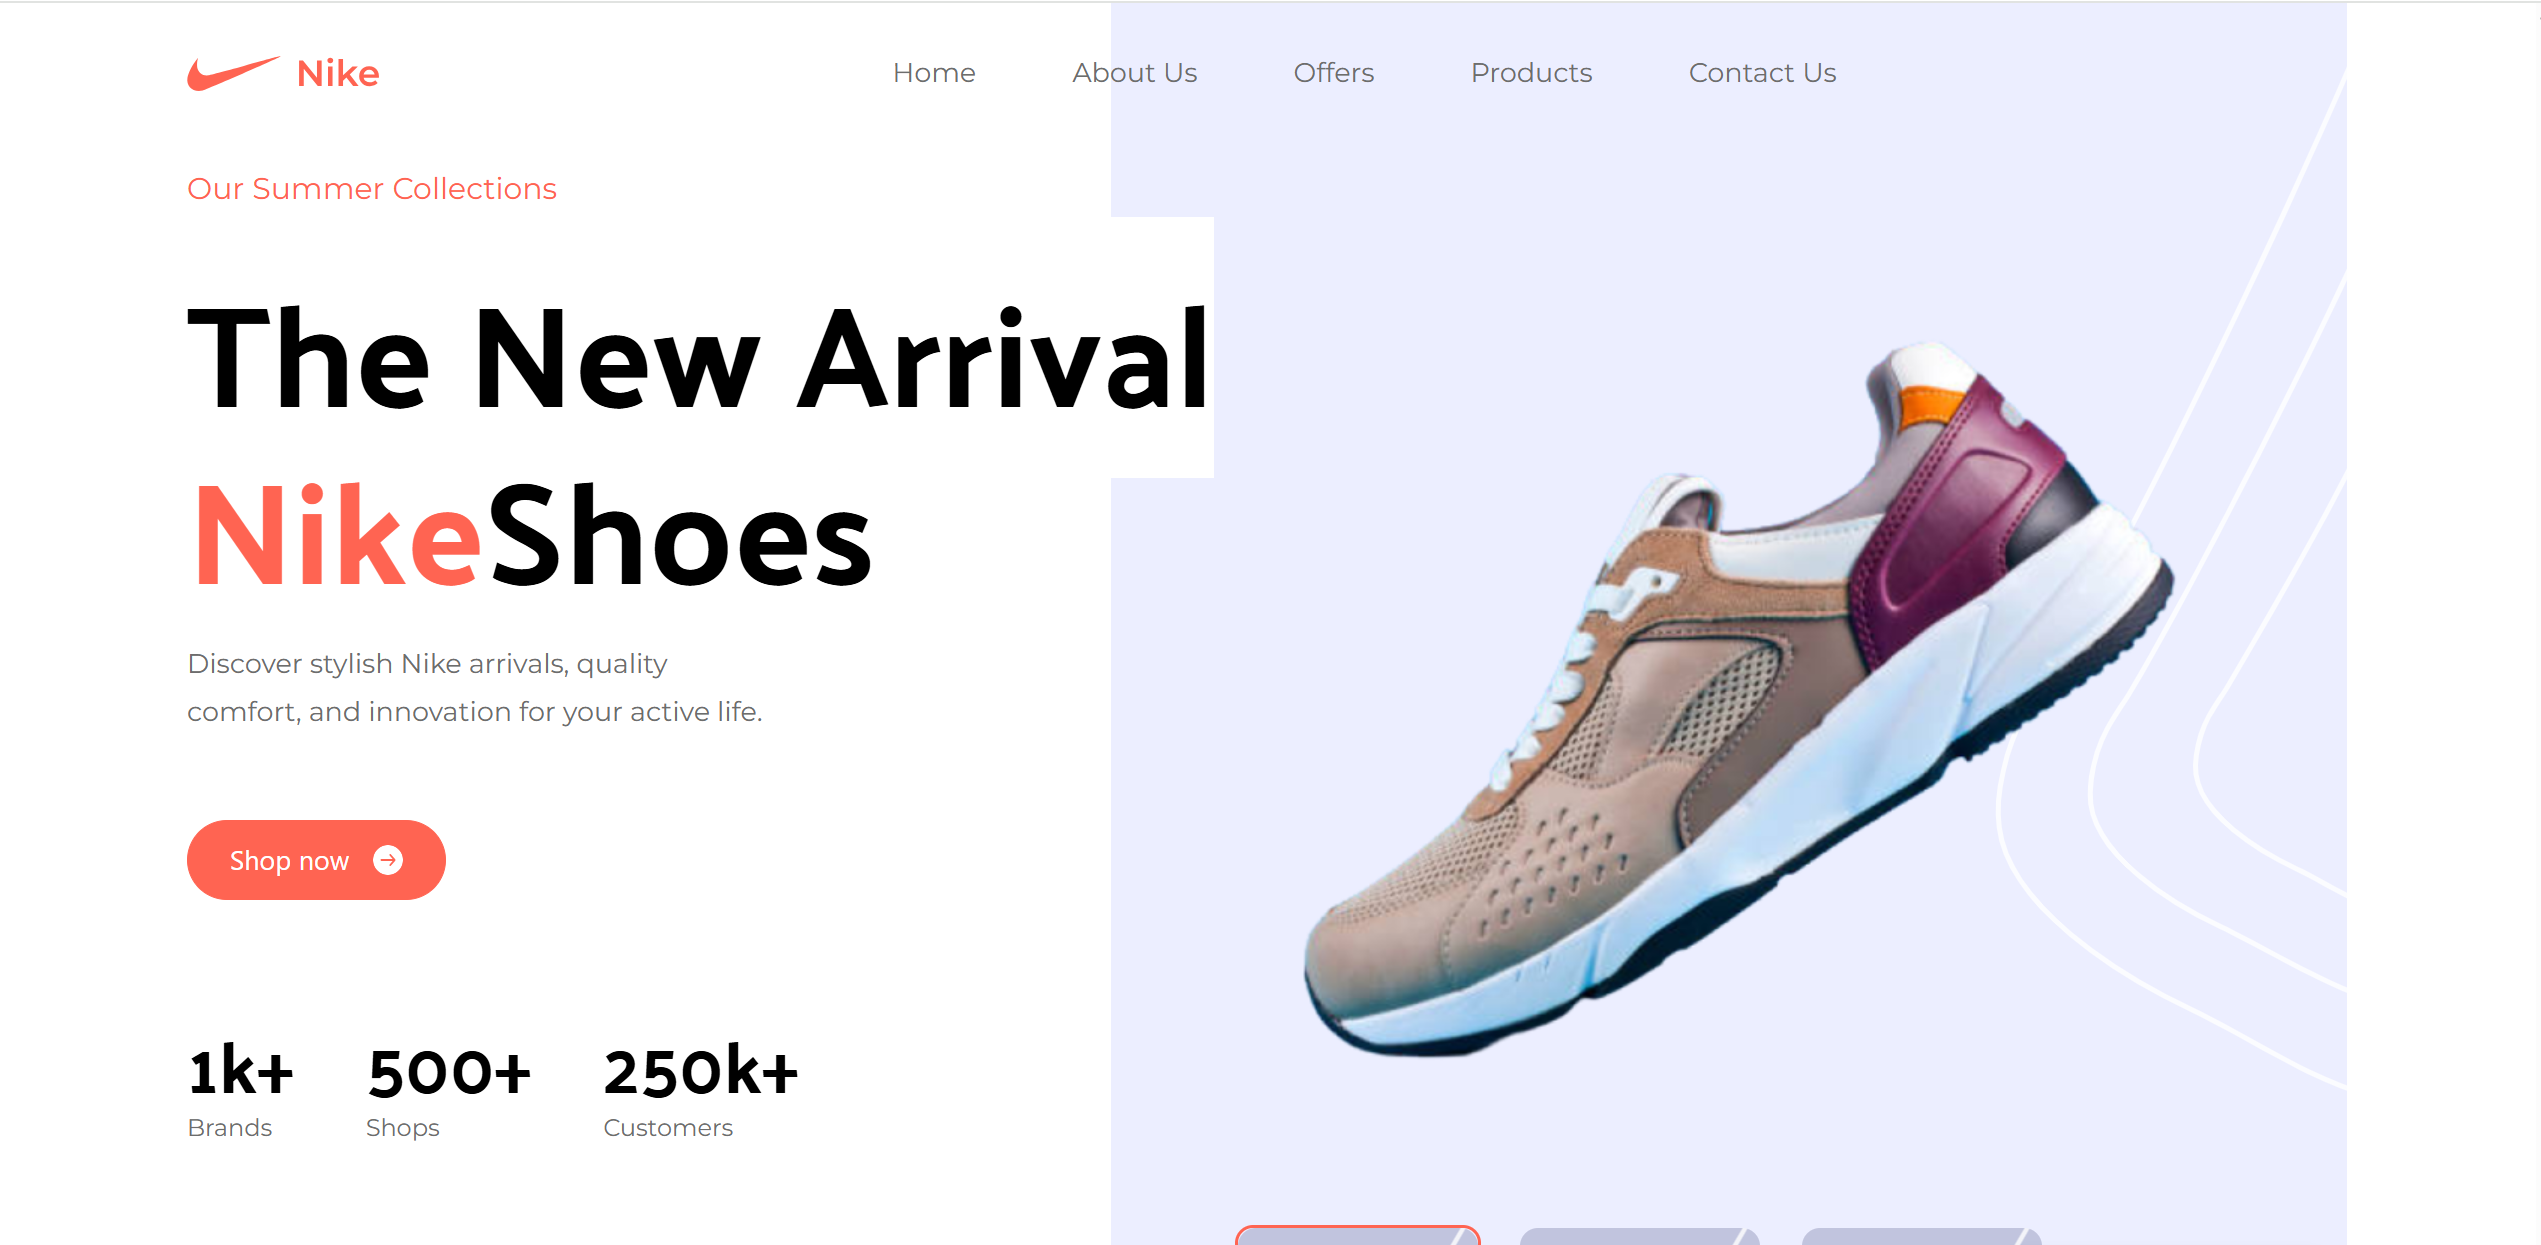 Nike
Home
About Us
Offers
Products
Contact Us
Our Summer Collections
The New Arrival
NikeShoes
Discover stylish Nike arrivals, quality
comfort, and innovation for your active life.
Shop now
1k+
Brands
500+
Shops
250k+
Customers